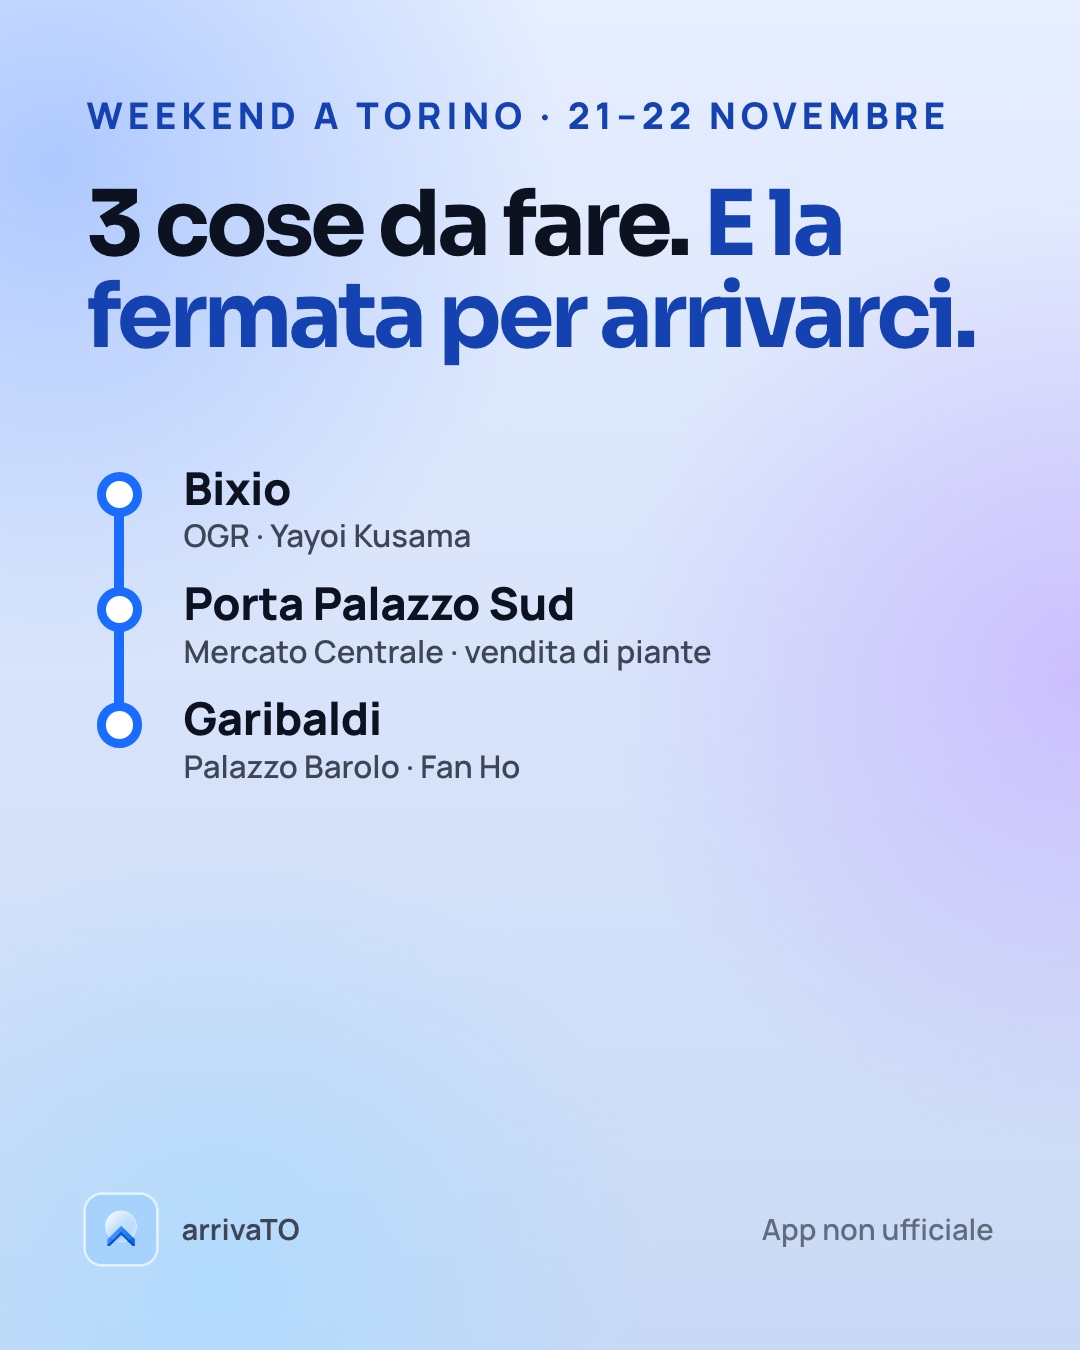 WEEKEND A TORINO · 21–22 NOVEMBRE
3 cose da fare. E la
fermata per arrivarci.
Bixio
OGR · Yayoi Kusama
Porta Palazzo Sud
Mercato Centrale · vendita di piante
Garibaldi
Palazzo Barolo · Fan Ho
arrivaTO
App non ufficiale